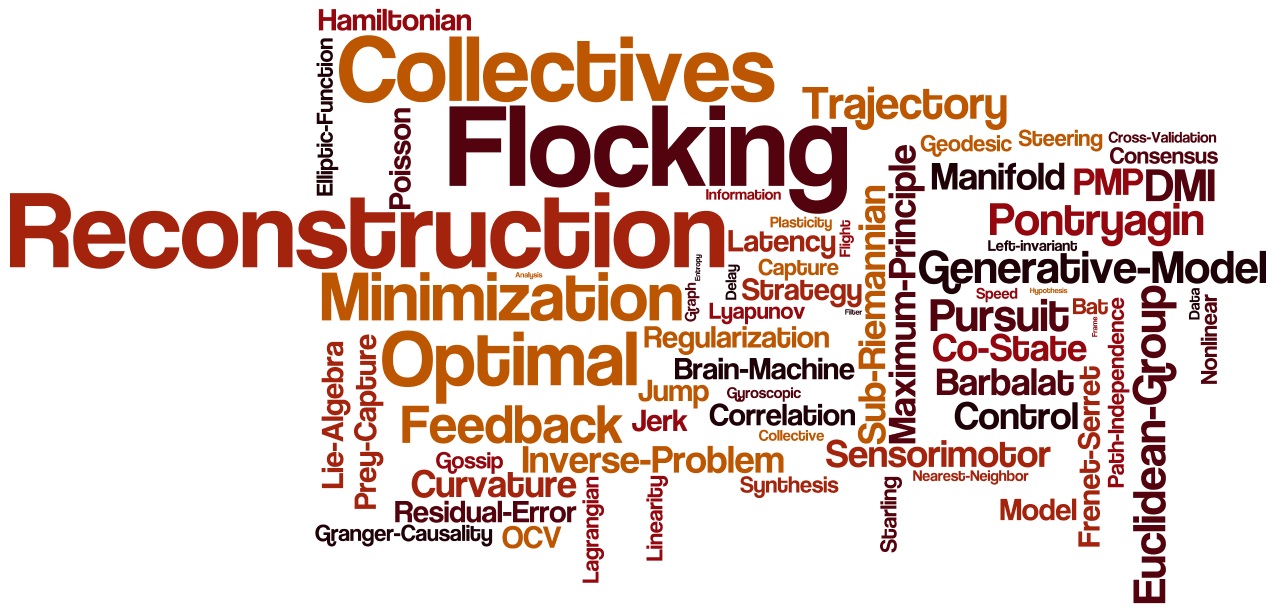 Hamiltonian
Collectives
Elliptic-Function
Poisson
Flocking
Trajectory
Geodesic
Steering
Cross-Validation
Consensus
Manifold
PMP
DMI
Information
Reconstruction
Pontryagin
Plasticity
Latency
Flight
Left-invariant
Generative-Model
Maximum-Principle
Sub-Riemannian
Analysis
Minimization
Graph
Entropy
Delay
Capture
Strategy
Lyapunov
Filter
Speed
Hypothesis
Pursuit
Bat
Frame
Data
Nonlinear
Optimal
Regularization
Co-State
Path-Independence
Euclidean-Group
Lie-Algebra
Prey-Capture
Brain-Machine
Barbalat
Jump
Gyroscopic
Feedback
Jerk
Correlation
Control
Frenet-Serret
Collective
Gossip
Inverse-Problem
Sensorimotor
Curvature
Synthesis
Nearest-Neighbor
Residual-Error
Model
Granger-Causality
OCV
Lagrangian
Linearity
Starling